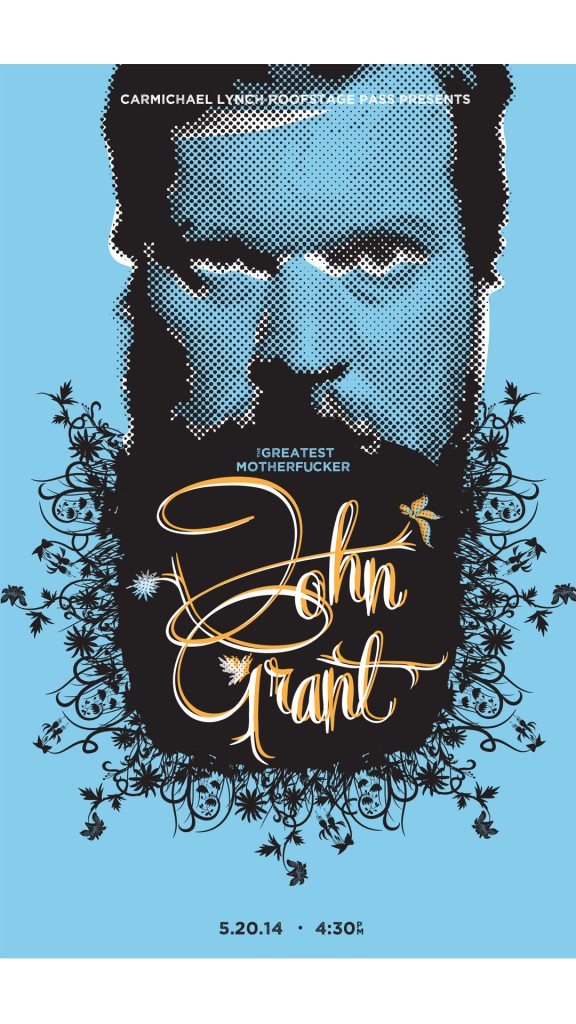 CARMICHAEL LYNCH ROOFSTAGE PASS PRESENTS
THE GREATEST
MOTHERFUCKER
John
Grant
5.20.14 · 4:30PM